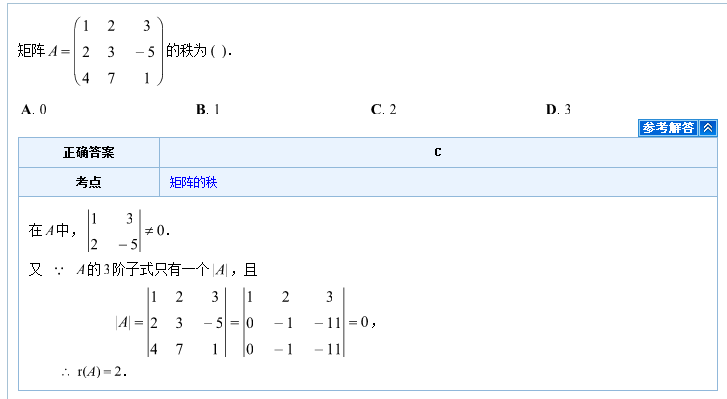 矩阵 A = ( 1 2 3
2 3 −5
4 7 1 ) 的秩为 ( ).
A. 0 B. 1 C. 2 D. 3
参考解答
正确答案 C
考点 矩阵的秩
在 A 中， |1 3
2 −5| ≠ 0.
又 ∵ A 的 3 阶子式只有一个 |A|，且
|A| = |1 2 3
2 3 −5
4 7 1| = |1 2 3
0 −1 −11
0 −1 −11| = 0，
∴ r(A) = 2.